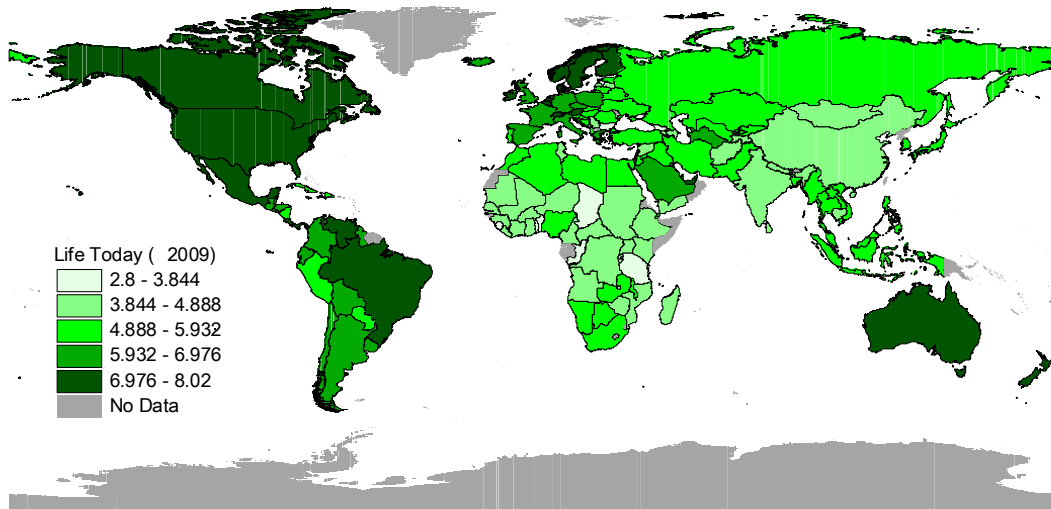 Life Today ( 2009)
2.8 - 3.844
3.844 - 4.888
4.888 - 5.932
5.932 - 6.976
6.976 - 8.02
No Data